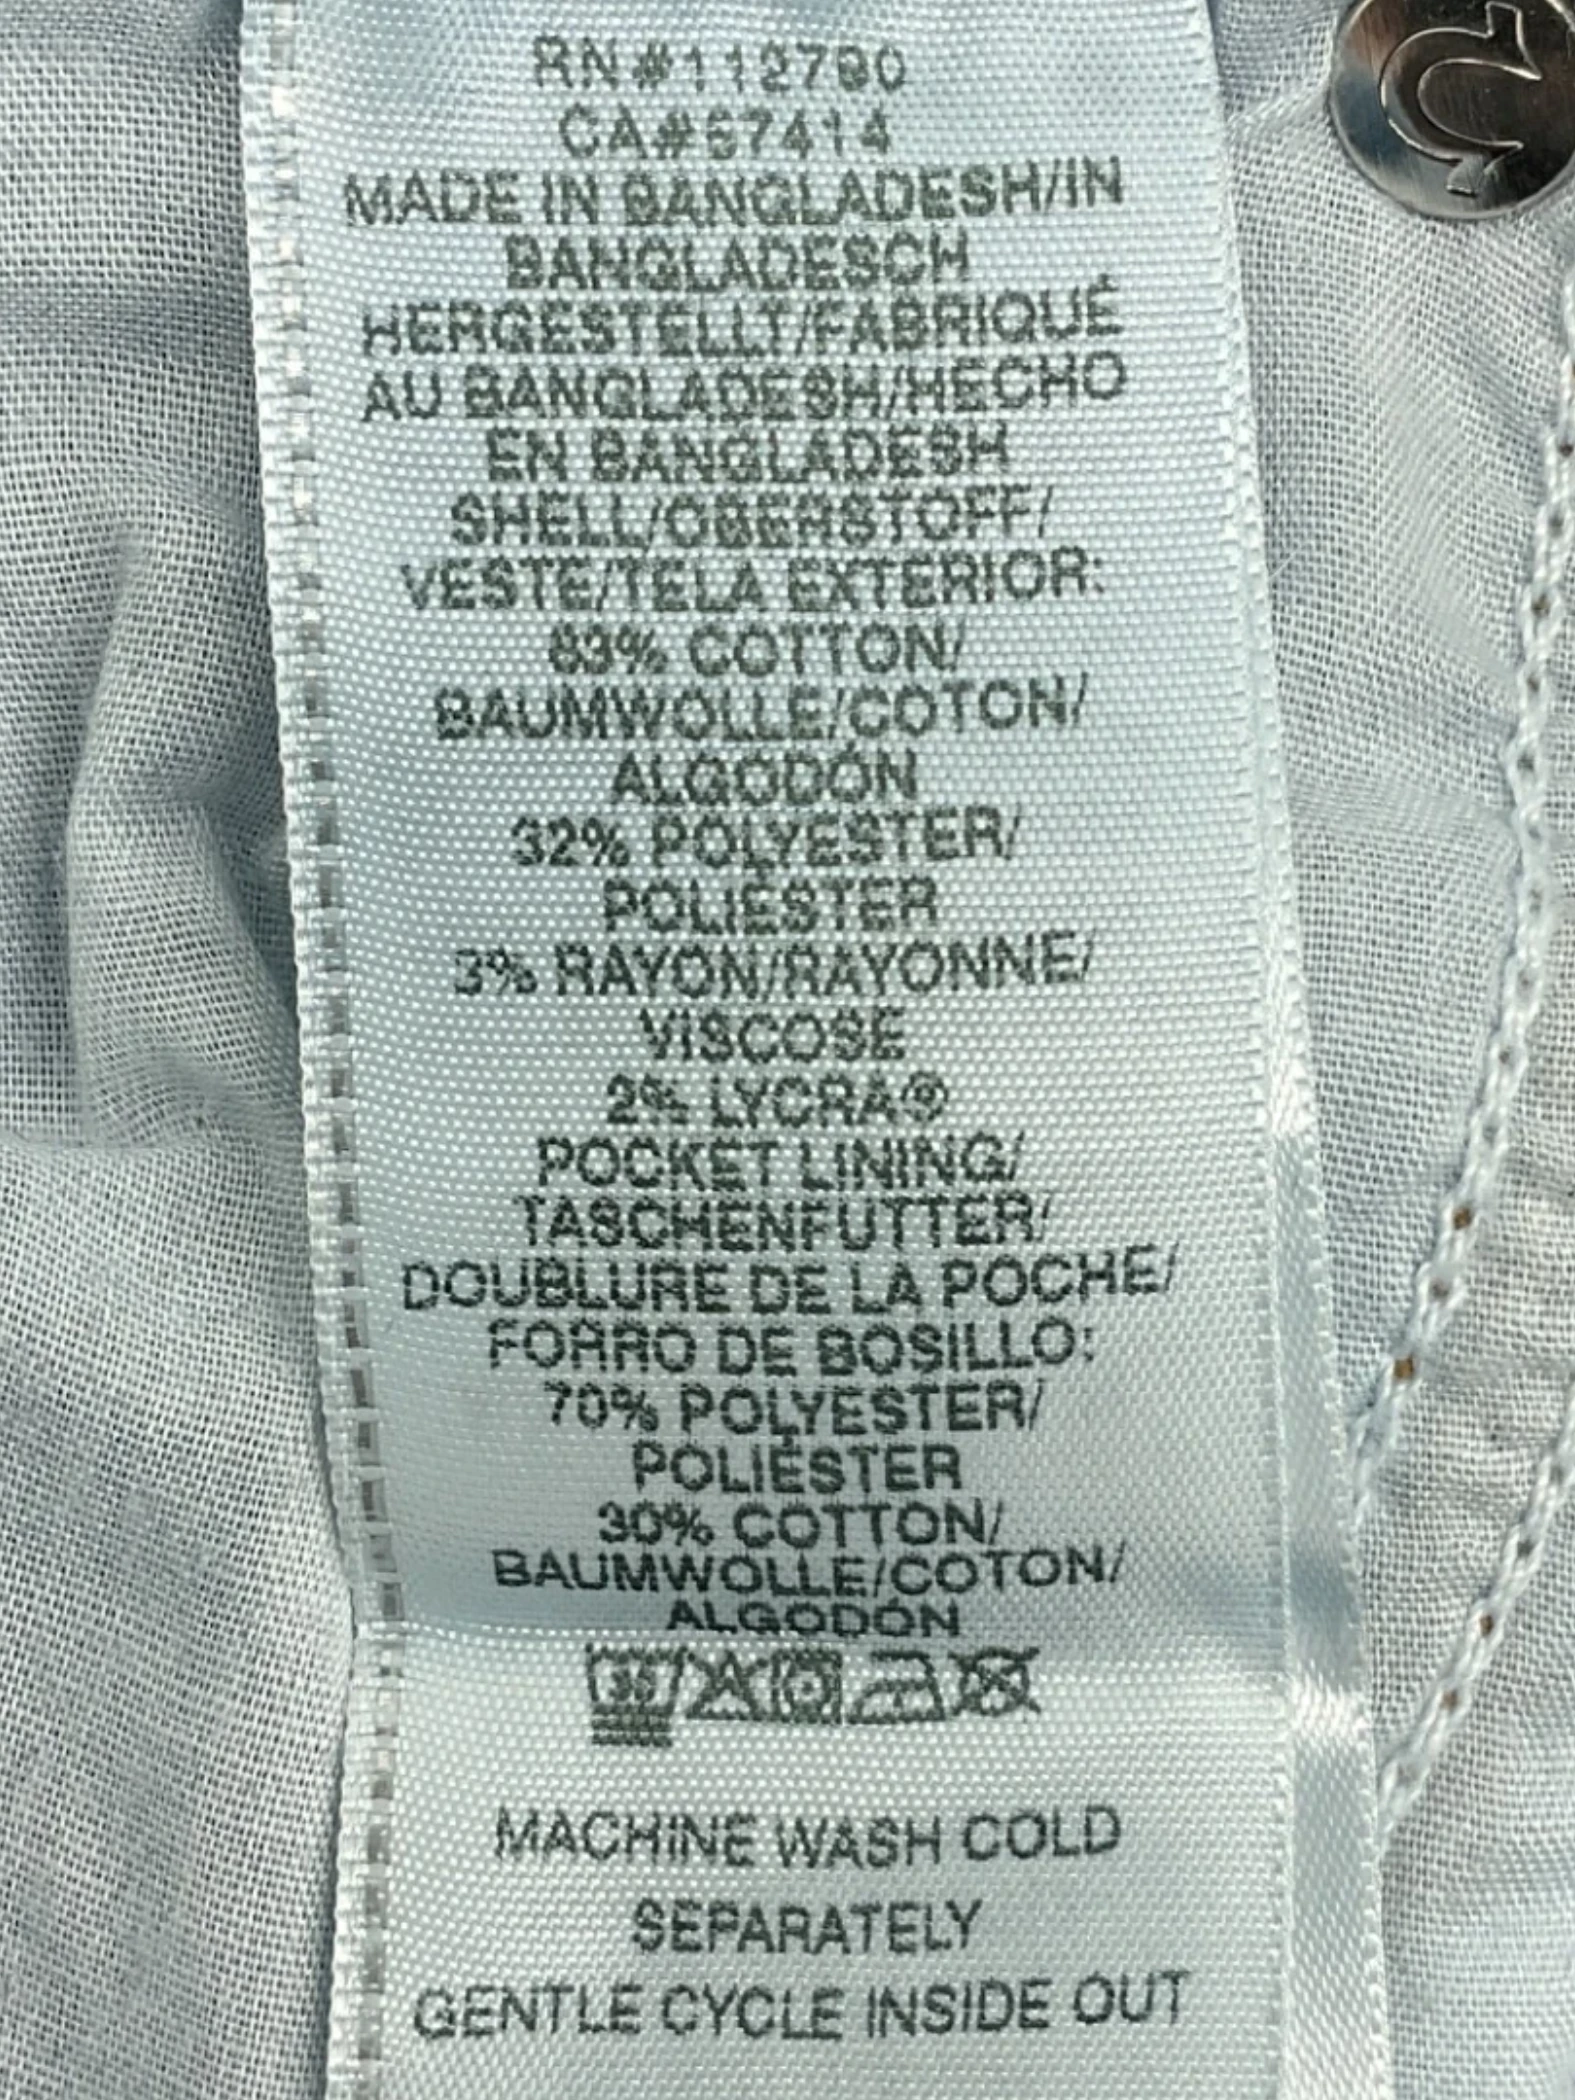 RN#112790
CA#57414
MADE IN BANGLADESH/IN
BANGLADESCH
HERGESTELLT/FABRIQUÉ
AU BANGLADESH/HECHO
EN BANGLADESH
SHELL/OBERSTOFF/
VESTE/TELA EXTERIOR:
63% COTTON/
BAUMWOLLE/COTON/
ALGODÓN
32% POLYESTER/
POLIÉSTER
3% RAYON/RAYONNE/
VISCOSE
2% LYCRA®
POCKET LINING/
TASCHENFUTTER/
DOUBLURE DE LA POCHE/
FORRO DE BOSILLO:
70% POLYESTER/
POLIÉSTER
30% COTTON/
BAUMWOLLE/COTON/
ALGODÓN
30
MACHINE WASH COLD
SEPARATELY
GENTLE CYCLE INSIDE OUT